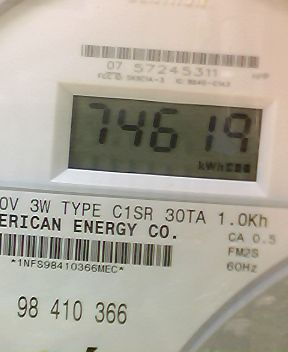 07 57245311
74619
kWh
0V 3W TYPE C1SR 30TA 1.0Kh
ERICAN ENERGY CO.
CA 0.5
FM2S
60Hz
*1NFS98410366MEC*
98 410 366